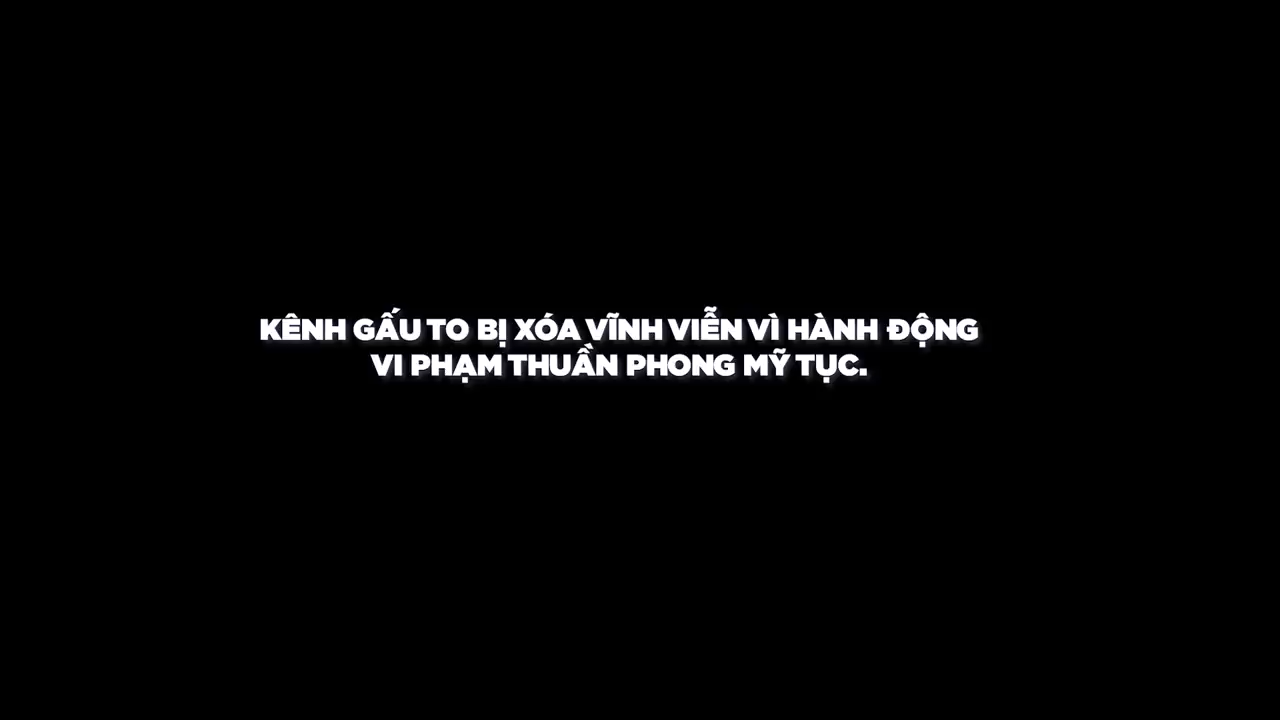 KÊNH GẤU TO BỊ XÓA VĨNH VIỄN VÌ HÀNH ĐỘNG
VI PHẠM THUẦN PHONG MỸ TỤC.